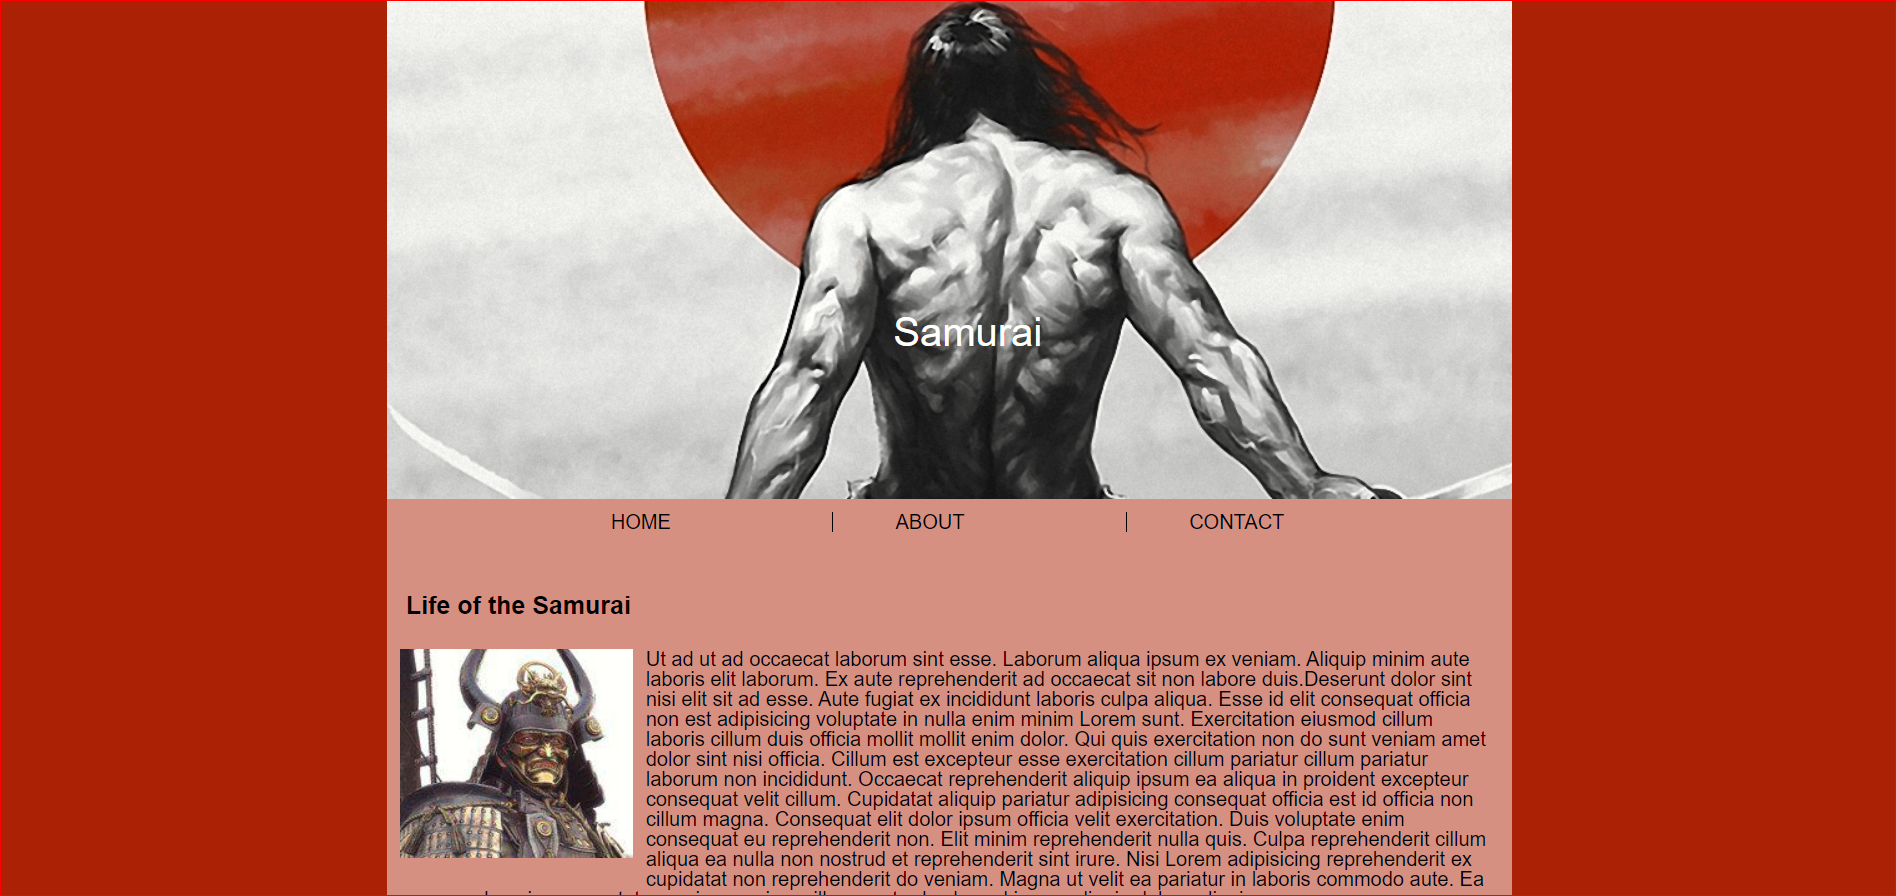 Samurai
HOME
ABOUT
CONTACT
Life of the Samurai
Ut ad ut ad occaecat laborum sint esse. Laborum aliqua ipsum ex veniam. Aliquip minim aute
laboris elit laborum. Ex aute reprehenderit ad occaecat sit non labore duis.Deserunt dolor sint
nisi elit sit ad esse. Aute fugiat ex incididunt laboris culpa aliqua. Esse id elit consequat officia
non est adipisicing voluptate in nulla enim minim Lorem sunt. Exercitation eiusmod cillum
laboris cillum duis officia mollit mollit enim dolor. Qui quis exercitation non do sunt veniam amet
dolor sint nisi officia. Cillum est excepteur esse exercitation cillum pariatur cillum pariatur
laborum non incididunt. Occaecat reprehenderit aliquip ipsum ea aliqua in proident excepteur
consequat velit cillum. Cupidatat aliquip pariatur adipisicing consequat officia est id officia non
cillum magna. Consequat elit dolor ipsum officia velit exercitation. Duis voluptate enim
consequat eu reprehenderit non. Elit minim reprehenderit nulla quis. Culpa reprehenderit cillum
aliqua ea nulla non nostrud et reprehenderit sint irure. Nisi Lorem adipisicing reprehenderit ex
cupidatat non reprehenderit do veniam. Magna ut velit ea pariatur in laboris commodo aute. Ea